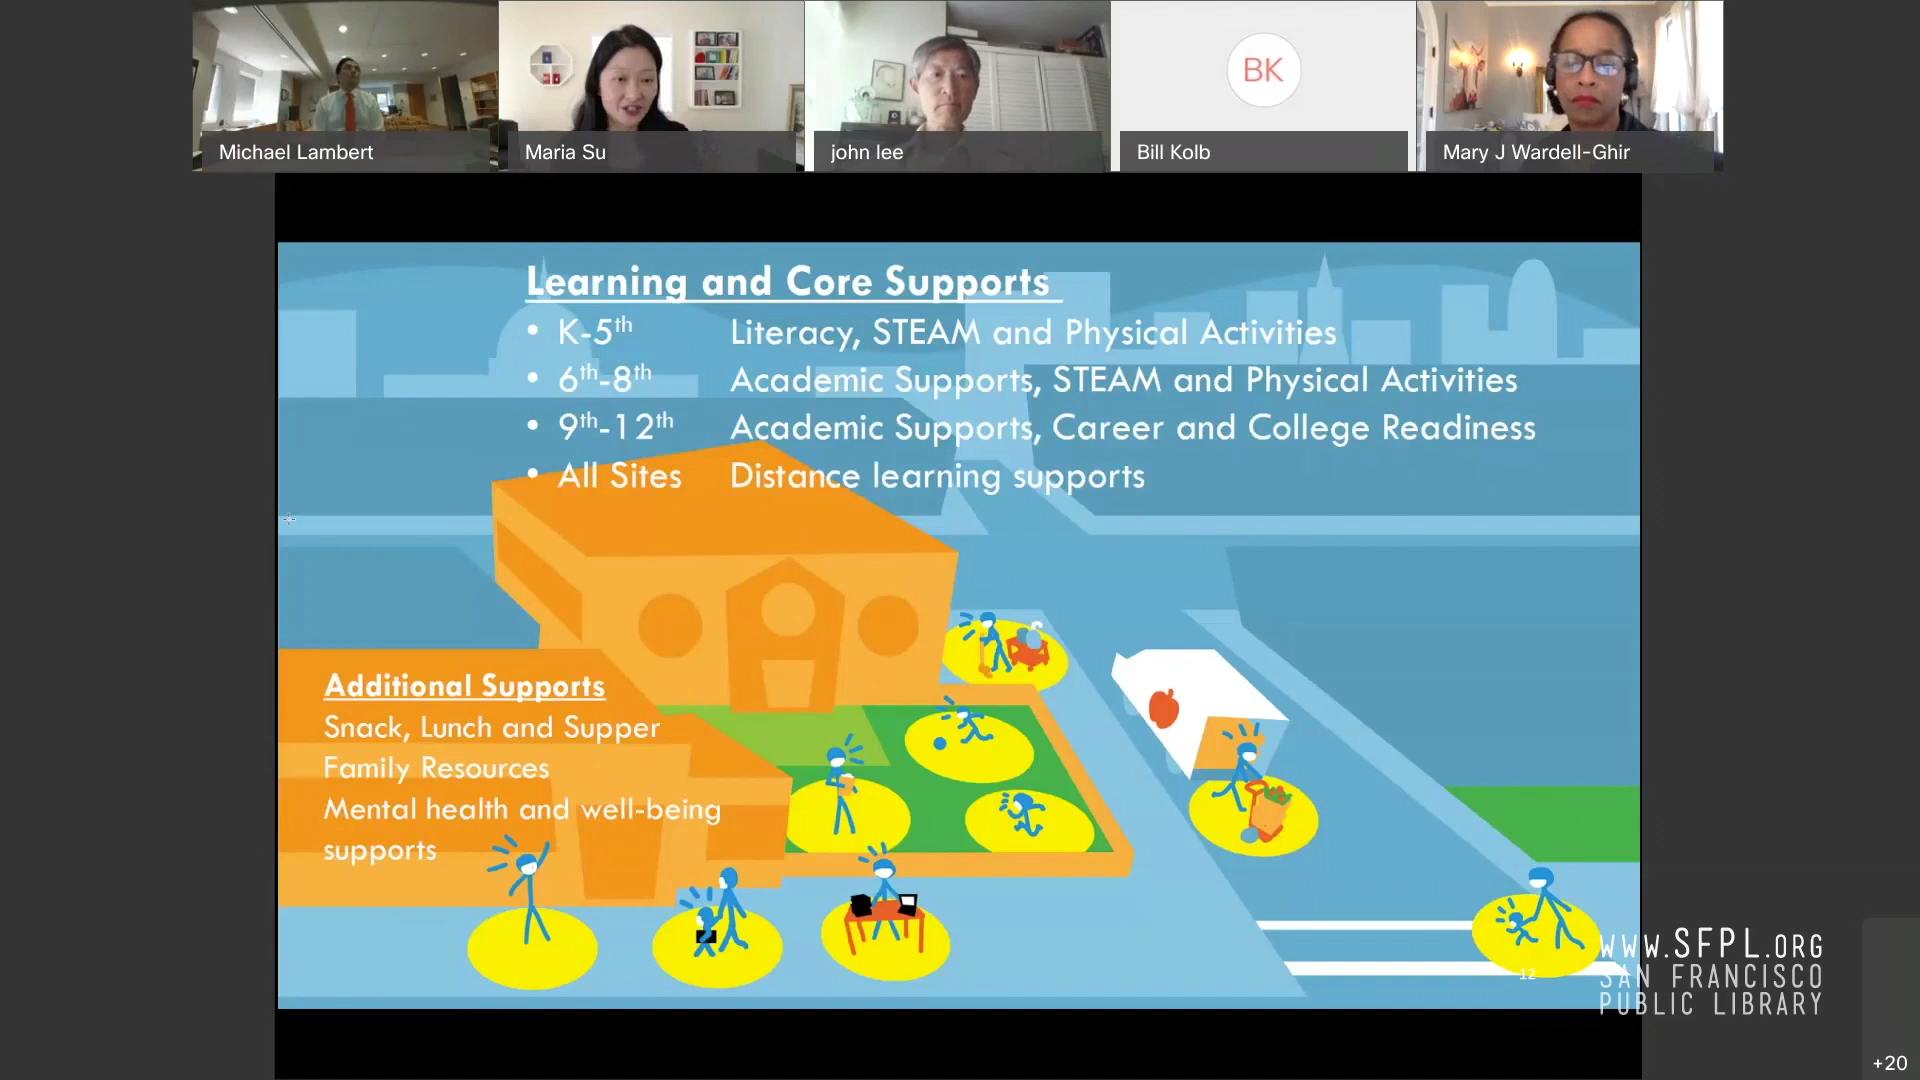 Michael Lambert
Maria Su
john lee
BK
Bill Kolb
Mary J Wardell-Ghir
Learning and Core Supports
• K-5th Literacy, STEAM and Physical Activities
• 6th-8th Academic Supports, STEAM and Physical Activities
• 9th-12th Academic Supports, Career and College Readiness
• All Sites Distance learning supports
Additional Supports
Snack, Lunch and Supper
Family Resources
Mental health and well-being
supports
12
WWW.SFPL.ORG
SAN FRANCISCO
PUBLIC LIBRARY
+20